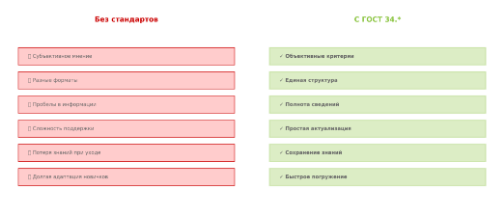 Без стандартов
С ГОСТ 34.*
Субъективное мнение
✓ Объективные критерии
Разные форматы
✓ Единая структура
Пробелы в информации
✓ Полнота сведений
Сложность поддержки
✓ Простая актуализация
Потеря знаний при уходе
✓ Сохранение знаний
Долгая адаптация новичков
✓ Быстрое погружение